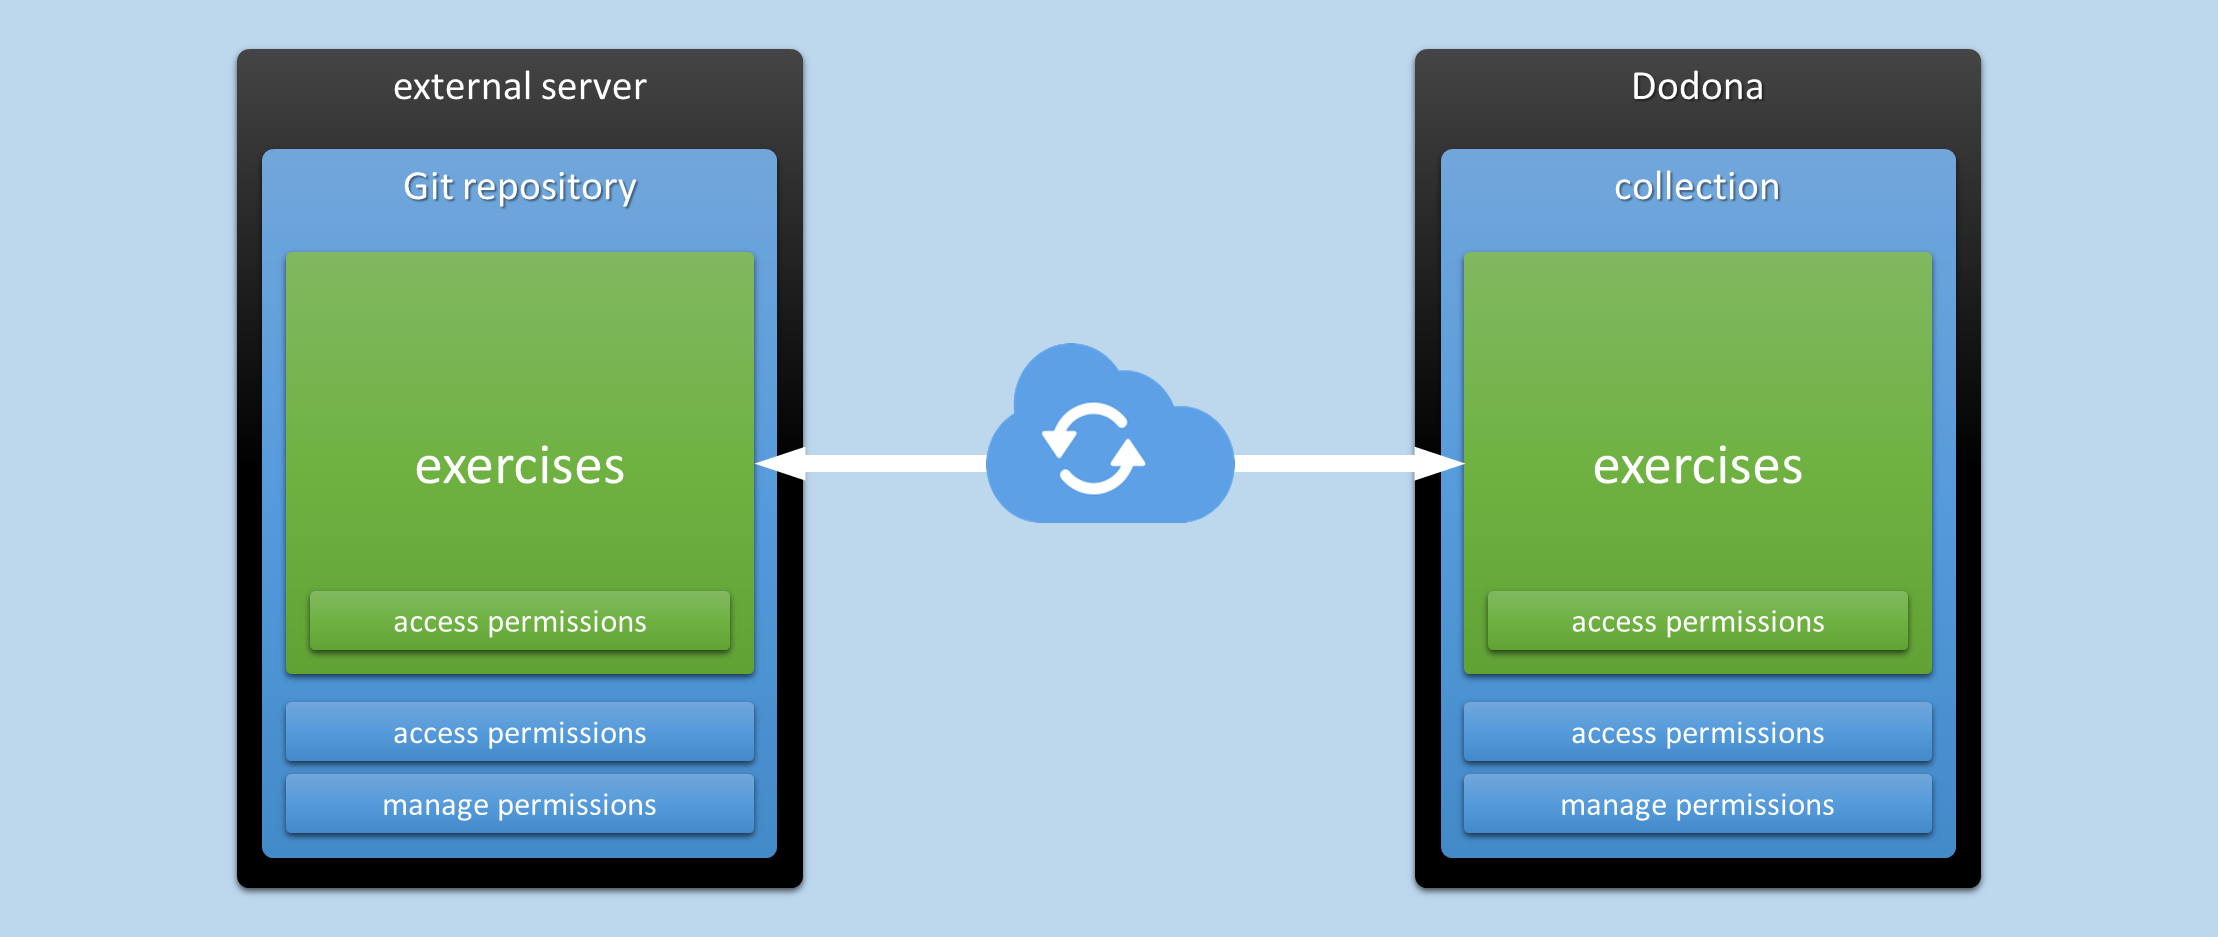 external server
Git repository
exercises
access permissions
access permissions
manage permissions
Dodona
collection
exercises
access permissions
access permissions
manage permissions